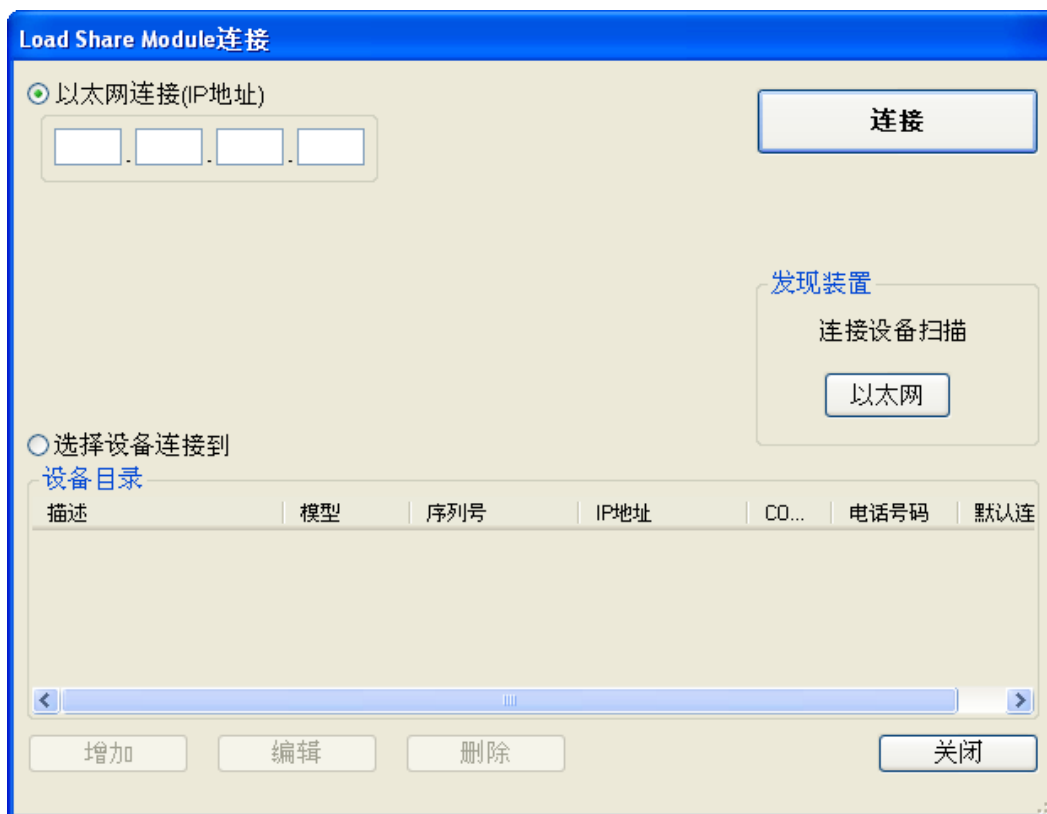 Load Share Module连接
以太网连接(IP地址)
. . .
连接
发现装置
连接设备扫描
以太网
选择设备连接到
设备目录
描述 模型 序列号 IP地址 CO... 电话号码 默认连
增加 编辑 删除 关闭